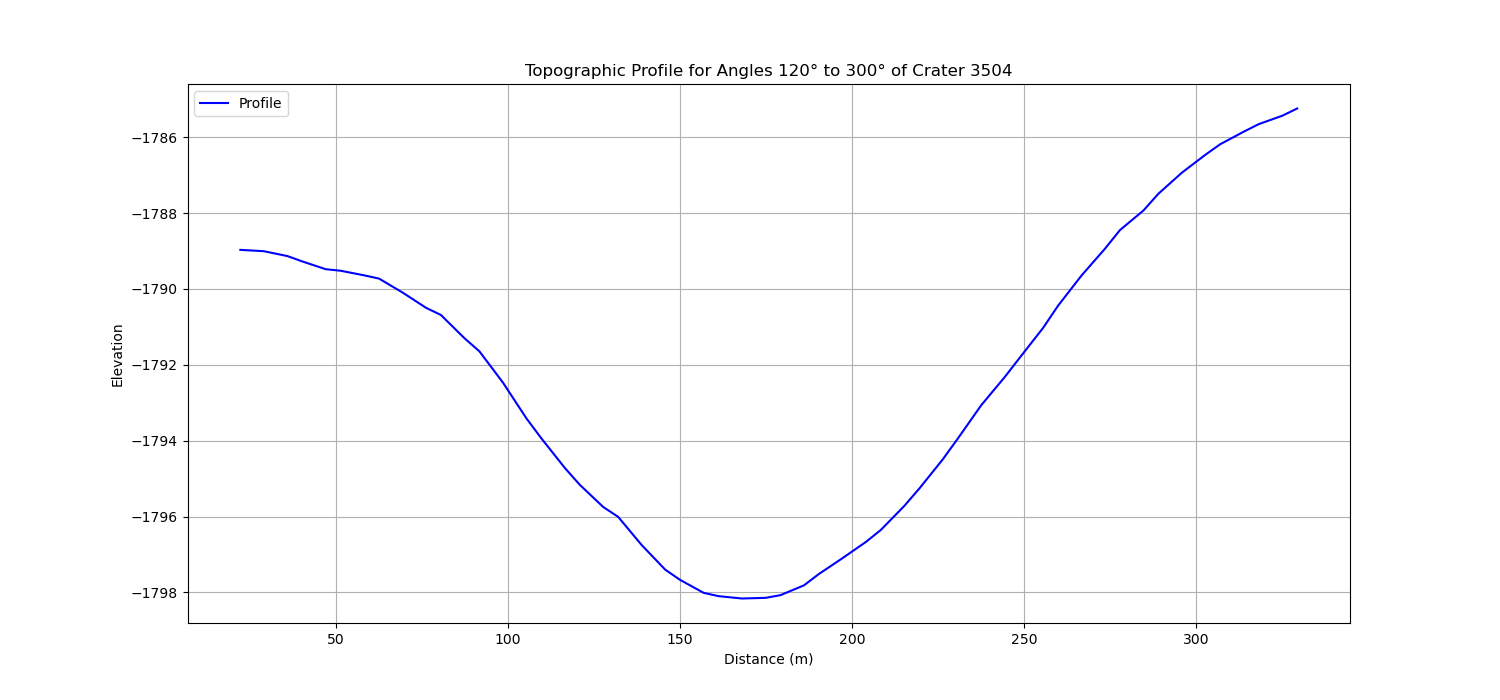 Topographic Profile for Angles 120° to 300° of Crater 3504
Profile
−1786
−1788
−1790
−1792
−1794
−1796
−1798
Elevation
50 100 150 200 250 300
Distance (m)